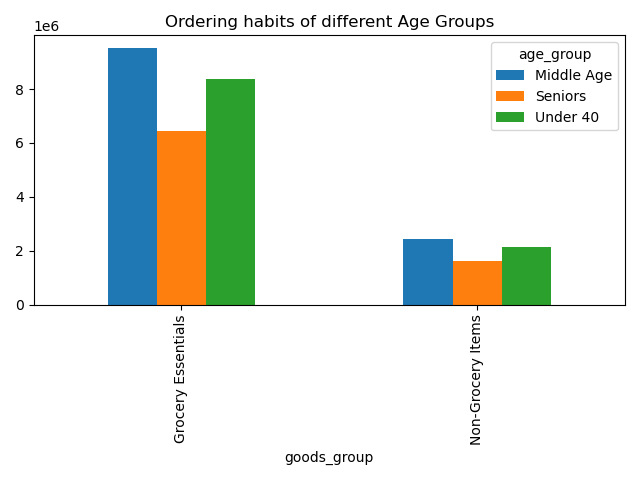 Ordering habits of different Age Groups
1e6
age_group
Middle Age
Seniors
Under 40
8
6
4
2
0
Grocery Essentials
Non-Grocery Items
goods_group